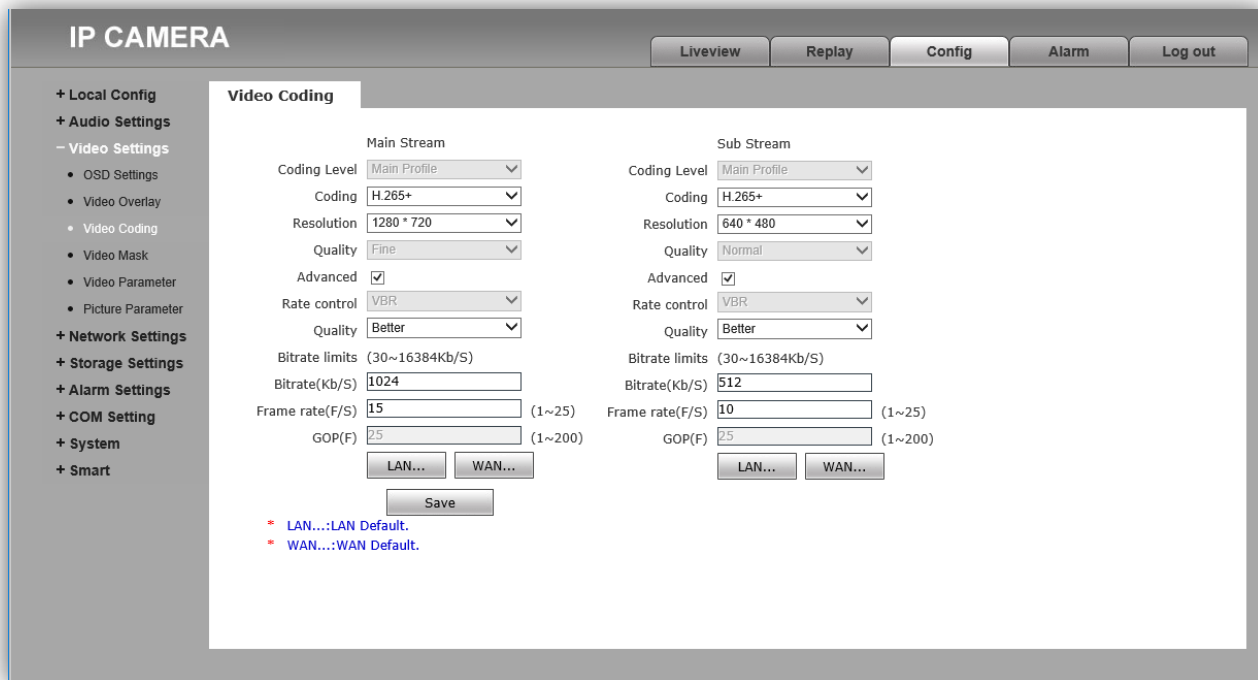 IP CAMERA
Liveview Replay Config Alarm Log out
+ Local Config
+ Audio Settings
− Video Settings
• OSD Settings
• Video Overlay
• Video Coding
• Video Mask
• Video Parameter
• Picture Parameter
+ Network Settings
+ Storage Settings
+ Alarm Settings
+ COM Setting
+ System
+ Smart
Video Coding
Main Stream
Coding Level Main Profile
Coding H.265+
Resolution 1280 * 720
Quality Fine
Advanced
Rate control VBR
Quality Better
Bitrate limits (30~16384Kb/S)
Bitrate(Kb/S) 1024
Frame rate(F/S) 15 (1~25)
GOP(F) 25 (1~200)
LAN... WAN...
Save
* LAN...:LAN Default.
* WAN...:WAN Default.
Sub Stream
Coding Level Main Profile
Coding H.265+
Resolution 640 * 480
Quality Normal
Advanced
Rate control VBR
Quality Better
Bitrate limits (30~16384Kb/S)
Bitrate(Kb/S) 512
Frame rate(F/S) 10 (1~25)
GOP(F) 25 (1~200)
LAN... WAN...